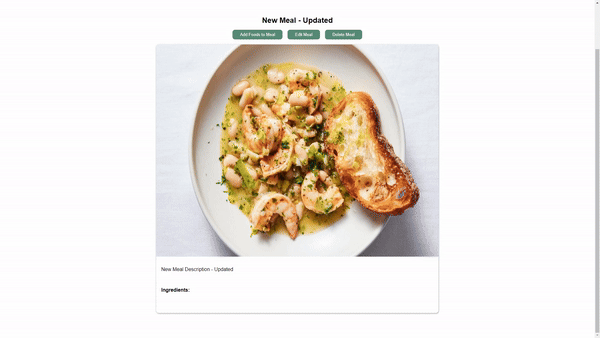 New Meal - Updated
Add Foods to Meal Edit Meal Delete Meal
New Meal Description - Updated
Ingredients: